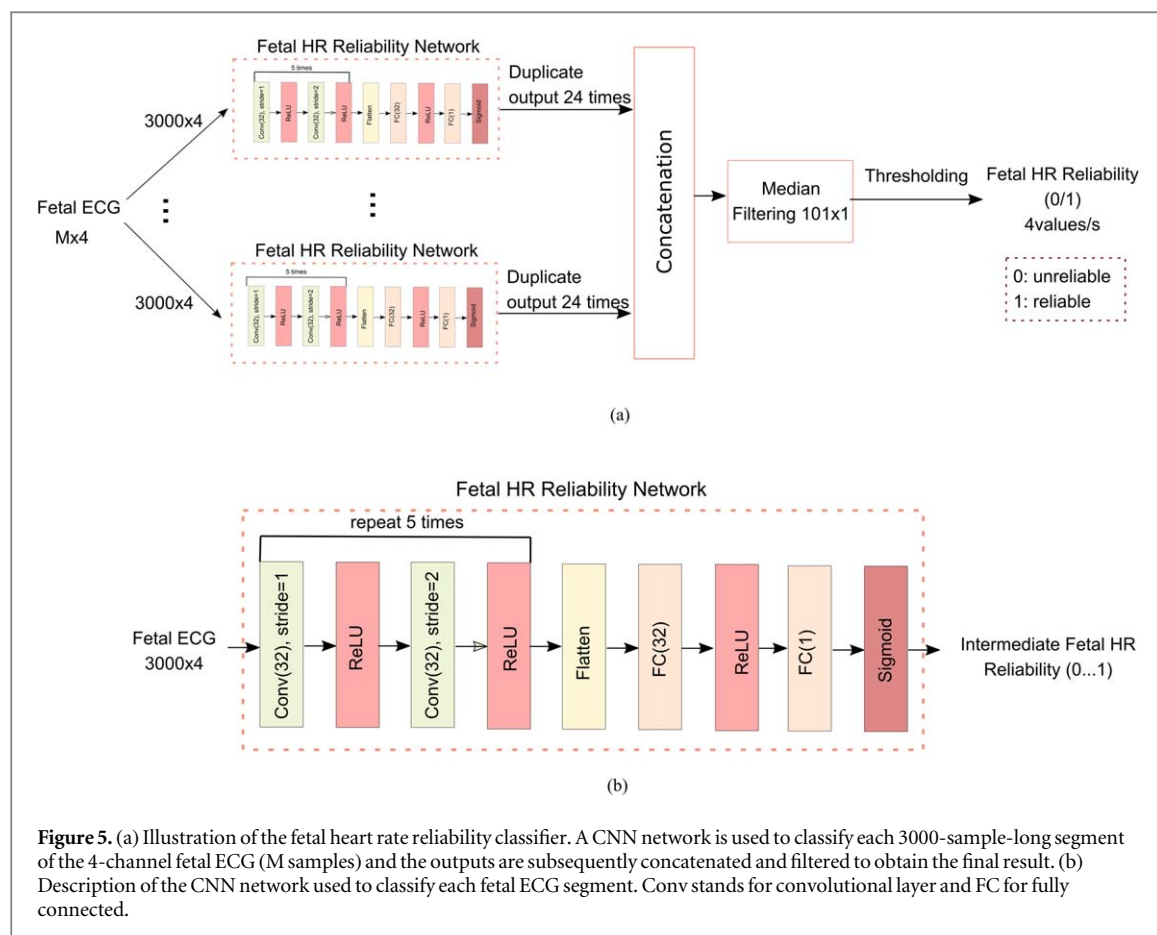 Fetal HR Reliability Network
5 times
Conv(32), stride=1
ReLU
Conv(32), stride=2
ReLU
Flatten
FC(32)
ReLU
FC(1)
Sigmoid
Duplicate
output 24 times
3000x4
Fetal ECG
Mx4
Fetal HR Reliability Network
5 times
Conv(32), stride=1
ReLU
Conv(32), stride=2
ReLU
Flatten
FC(32)
ReLU
FC(1)
Sigmoid
Duplicate
output 24 times
3000x4
Concatenation
Median
Filtering 101x1
Thresholding
Fetal HR Reliability
(0/1)
4values/s
0: unreliable
1: reliable
(a)
Fetal HR Reliability Network
repeat 5 times
Fetal ECG
3000x4
Conv(32), stride=1
ReLU
Conv(32), stride=2
ReLU
Flatten
FC(32)
ReLU
FC(1)
Sigmoid
Intermediate Fetal HR
Reliability (0...1)
(b)
Figure 5. (a) Illustration of the fetal heart rate reliability classifier. A CNN network is used to classify each 3000-sample-long segment
of the 4-channel fetal ECG (M samples) and the outputs are subsequently concatenated and filtered to obtain the final result. (b)
Description of the CNN network used to classify each fetal ECG segment. Conv stands for convolutional layer and FC for fully
connected.